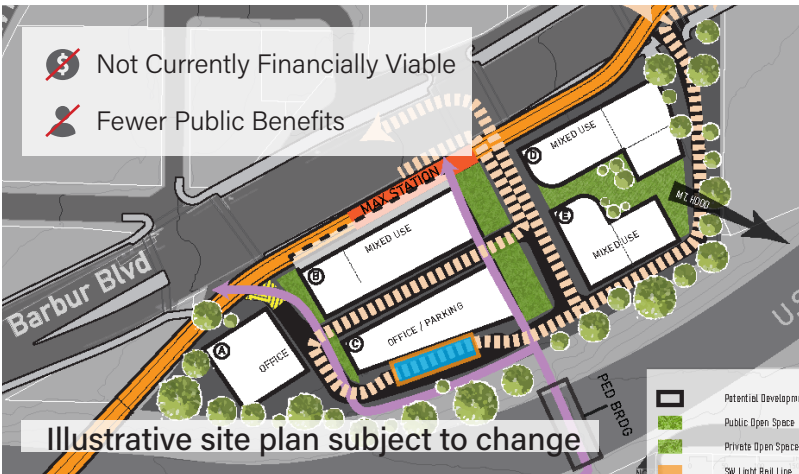 Not Currently Financially Viable
Fewer Public Benefits
D
MIXED USE
MAX STATION
MT. HOOD
E
MIXED USE
MIXED USE
B
Barbur Blvd
U.S
C
OFFICE / PARKING
A
OFFICE
PED BRDG
Potential Developm
Public Open Space
Private Open Space
SW Light Rail Line
Illustrative site plan subject to change